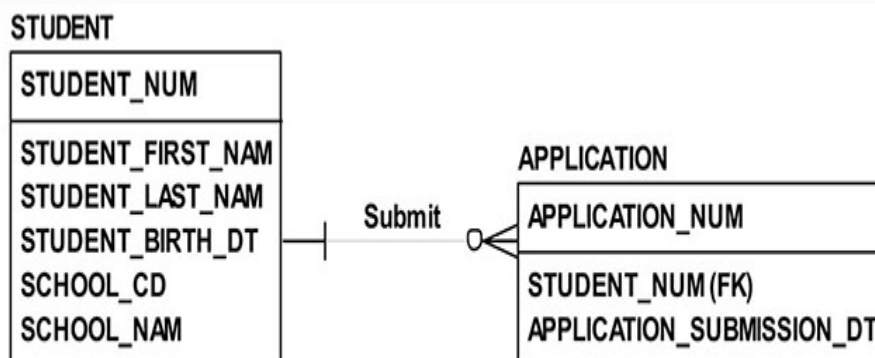 STUDENT
STUDENT_NUM
STUDENT_FIRST_NAM
STUDENT_LAST_NAM
STUDENT_BIRTH_DT
SCHOOL_CD
SCHOOL_NAM
Submit
APPLICATION
APPLICATION_NUM
STUDENT_NUM (FK)
APPLICATION_SUBMISSION_DT